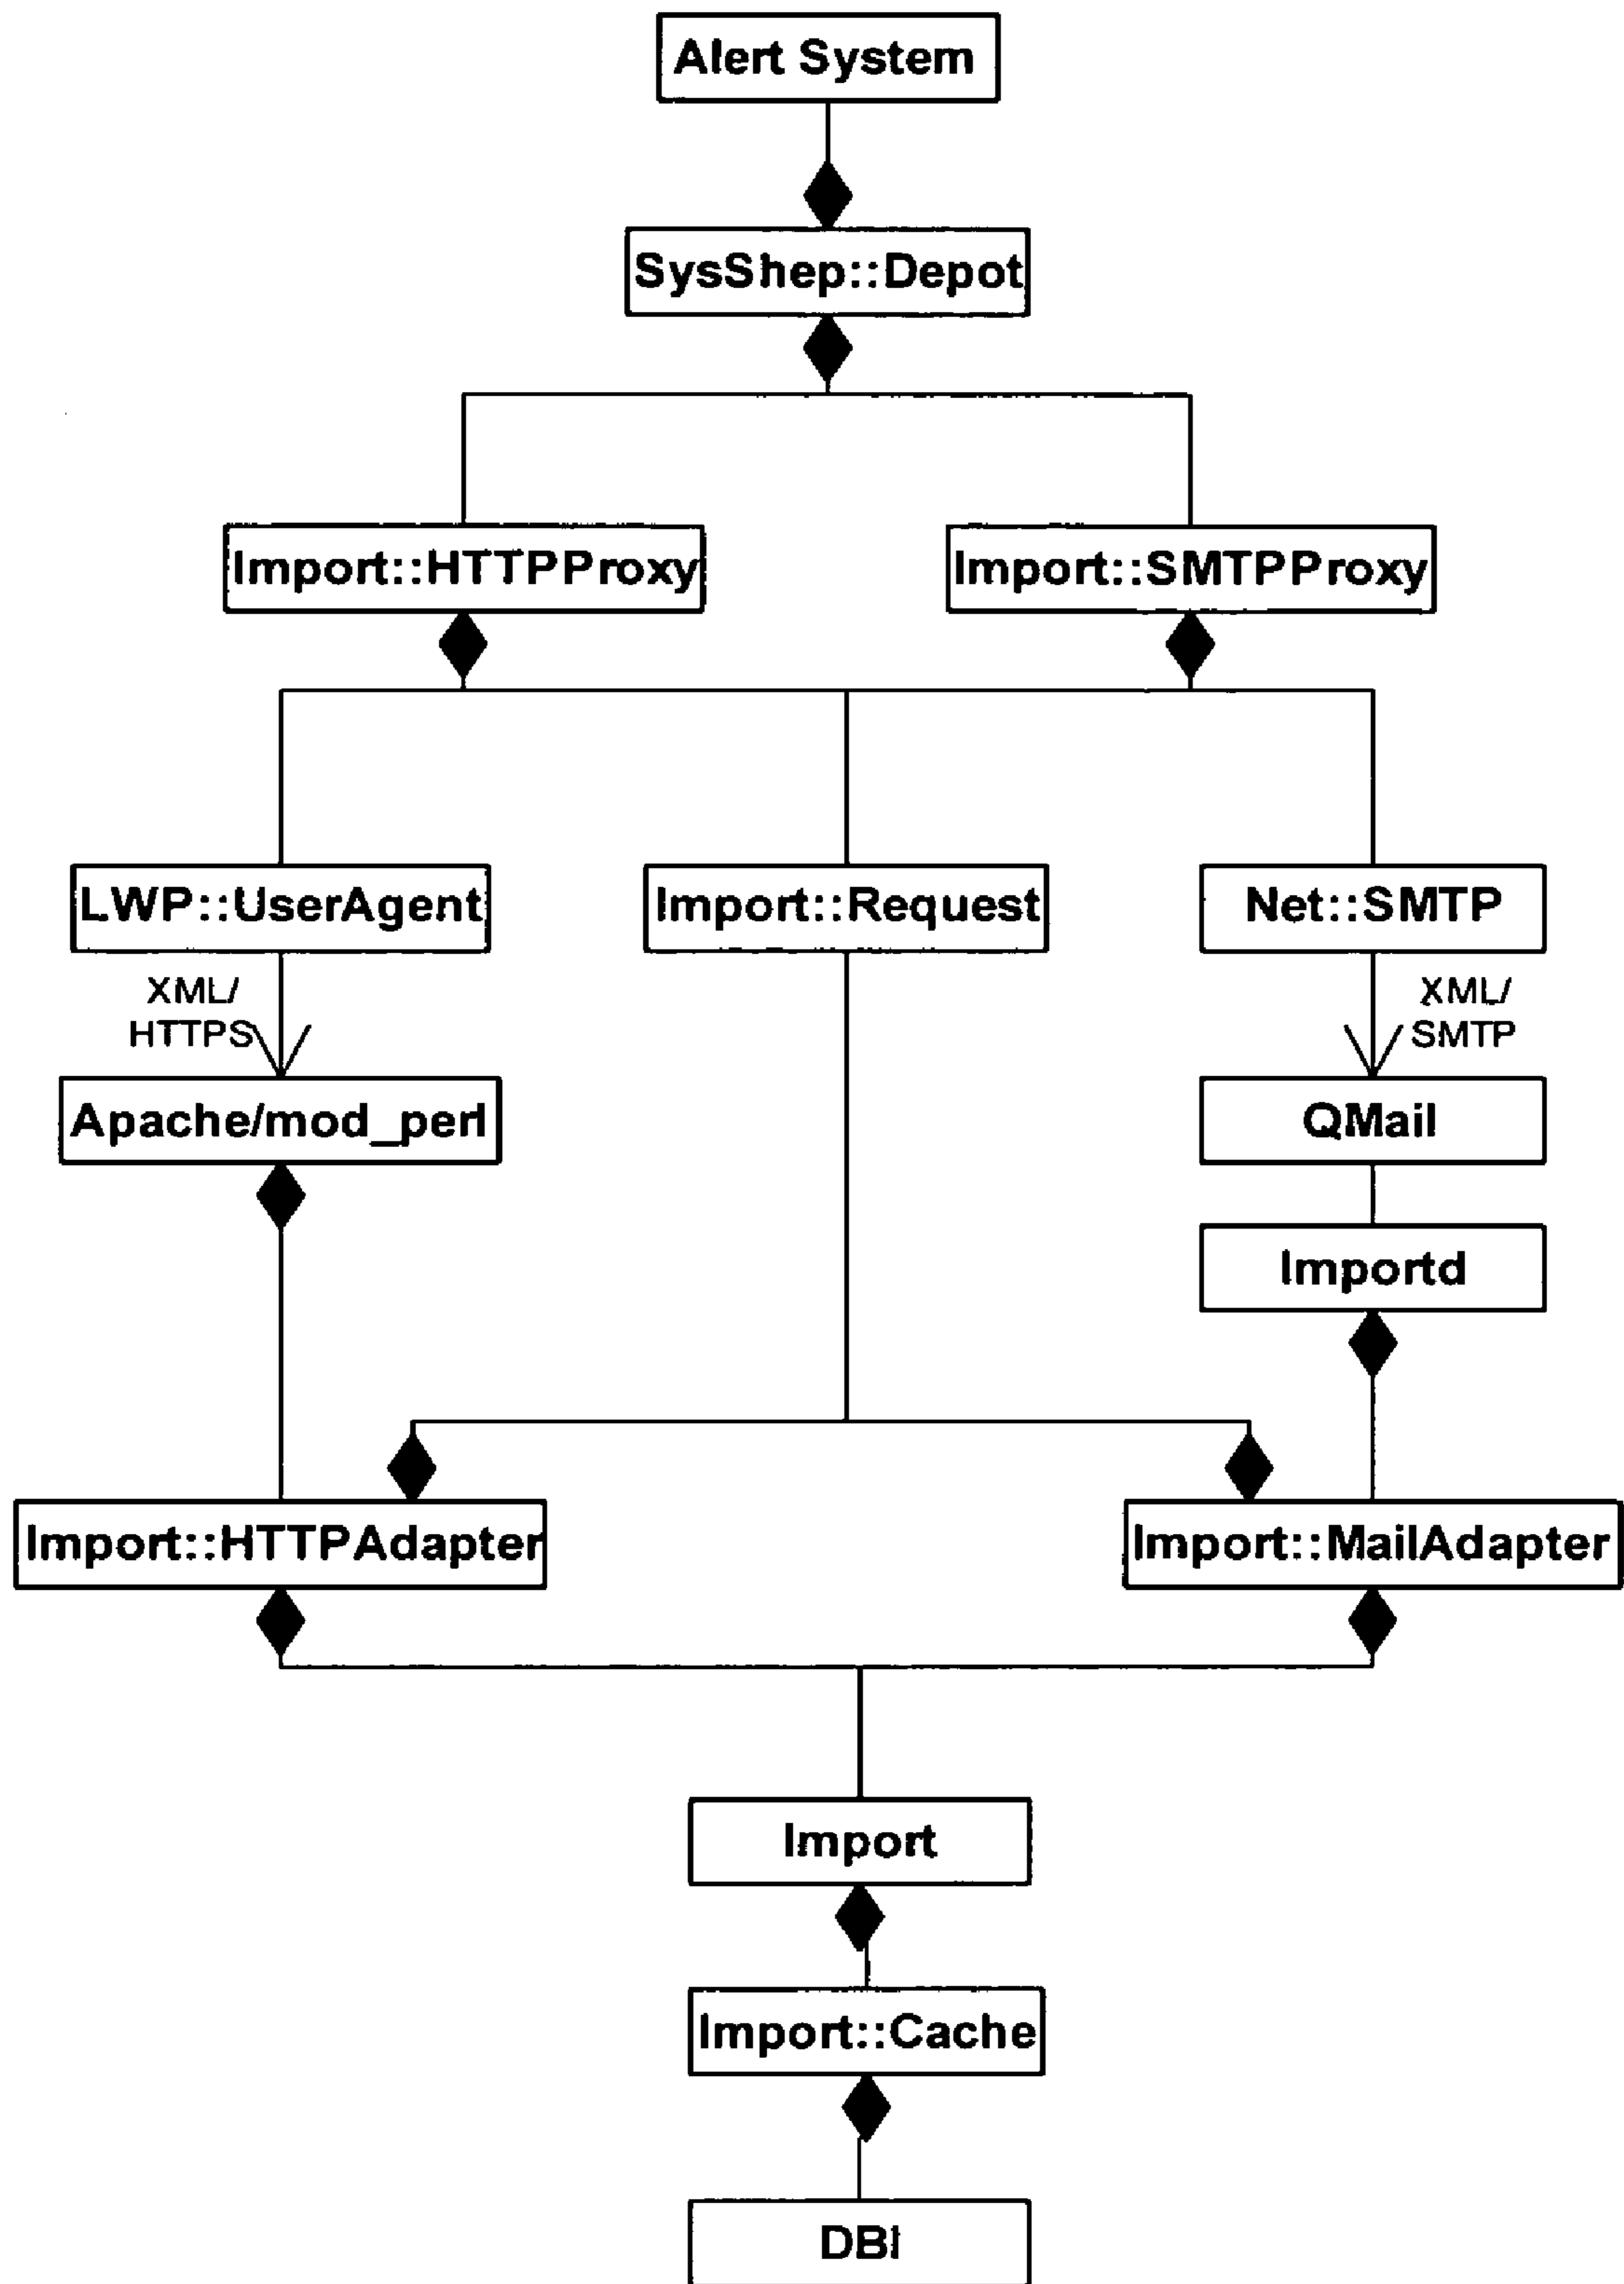 Alert System
SysShep::Depot
Import::HTTPProxy
Import::SMTPProxy
LWP::UserAgent
Import::Request
Net::SMTP
XML/
HTTPS
XML/
SMTP
Apache/mod_perl
QMail
Importd
Import::HTTPAdapter
Import::MailAdapter
Import
Import::Cache
DBI